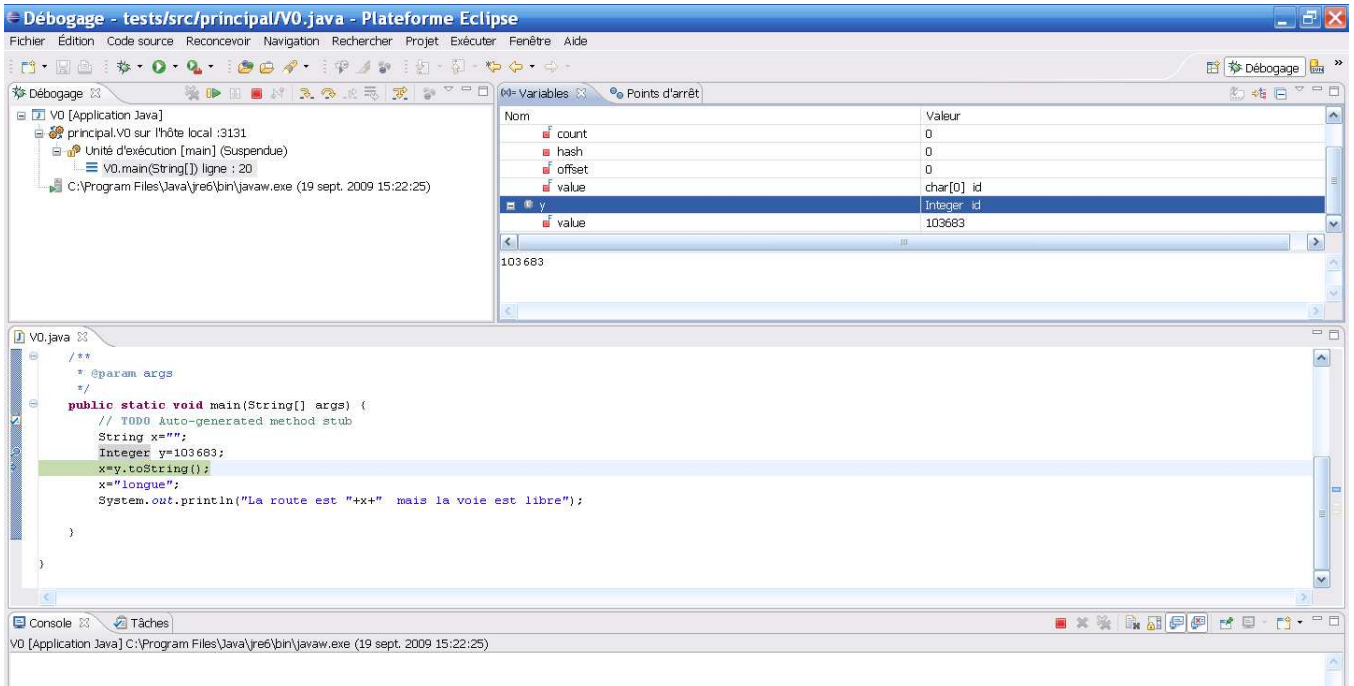 Débogage - tests/src/principal/V0.java - Plateforme Eclipse
Fichier Édition Code source Reconcevoir Navigation Rechercher Projet Exécuter Fenêtre Aide
Débogage
Débogage
V0 [Application Java]
principal.V0 sur l'hôte local :3131
Unité d'exécution [main] (Suspendue)
V0.main(String[]) ligne : 20
C:\Program Files\Java\jre6\bin\javaw.exe (19 sept. 2009 15:22:25)
(x)= Variables Points d'arrêt
Nom Valeur
count 0
hash 0
offset 0
value char[0] id
y Integer id
value 103683
103683
V0.java
/**
* @param args
*/
public static void main(String[] args) {
// TODO Auto-generated method stub
String x="";
Integer y=103683;
x=y.toString();
x="longue";
System.out.println("La route est "+x+" mais la voie est libre");
}
}
Console Tâches
V0 [Application Java] C:\Program Files\Java\jre6\bin\javaw.exe (19 sept. 2009 15:22:25)